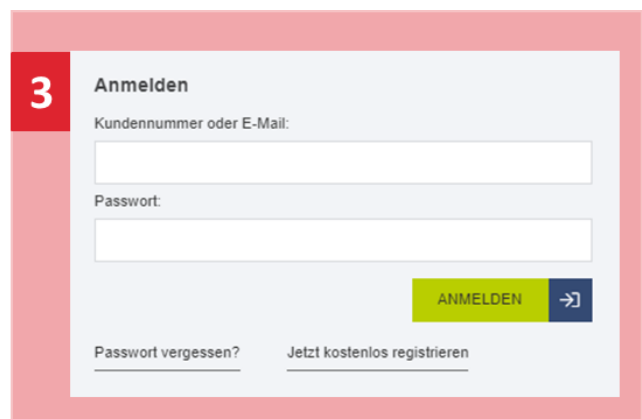 3
Anmelden
Kundennummer oder E-Mail:
Passwort:
ANMELDEN
Passwort vergessen? Jetzt kostenlos registrieren